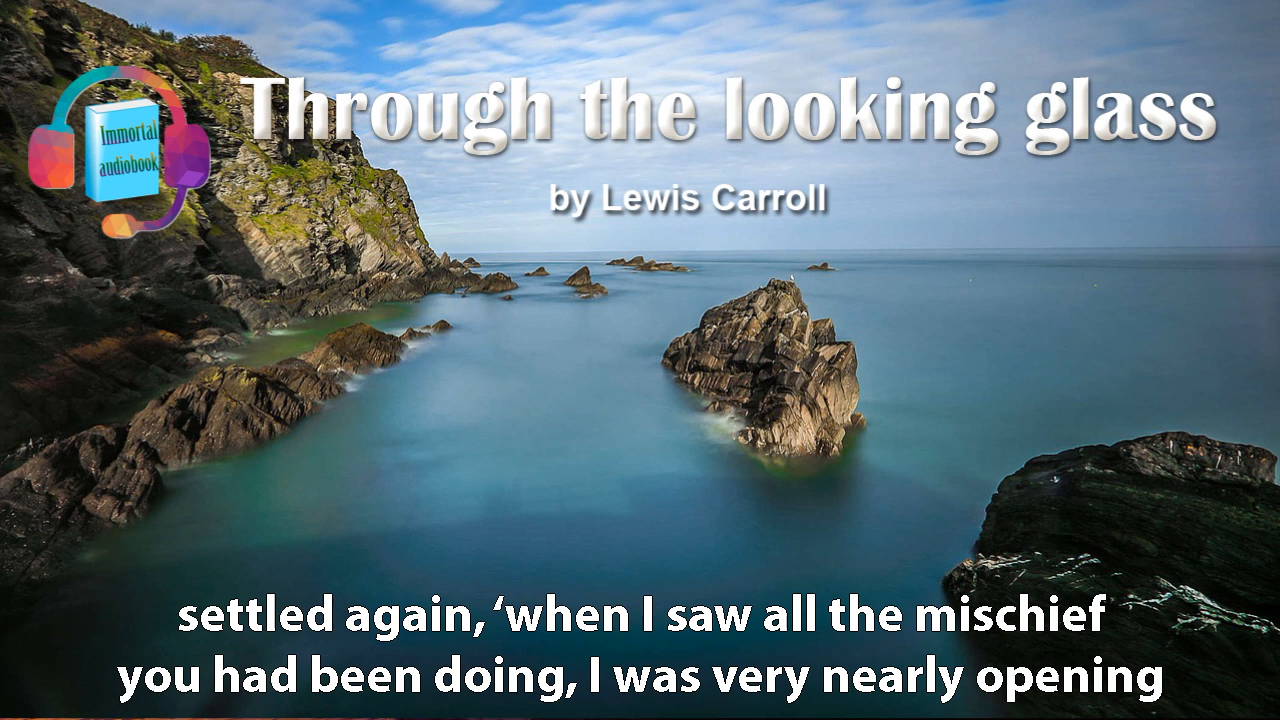 Through the looking glass
Immortal
audiobook
by Lewis Carroll
settled again, ‘when I saw all the mischief
you had been doing, I was very nearly opening